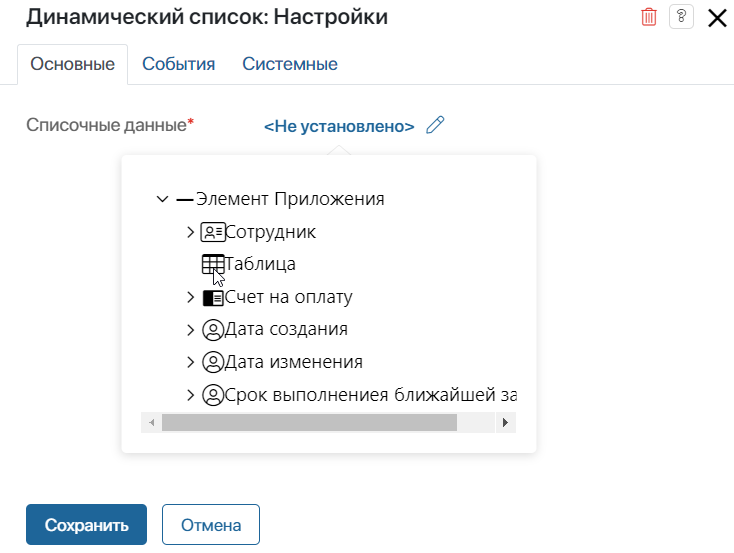 Динамический список: Настройки
?
Основные События Системные
Списочные данные* <Не установлено>
Элемент Приложения
Сотрудник
Таблица
Счет на оплату
Дата создания
Дата изменения
Срок выполнениея ближайшей за
Сохранить Отмена